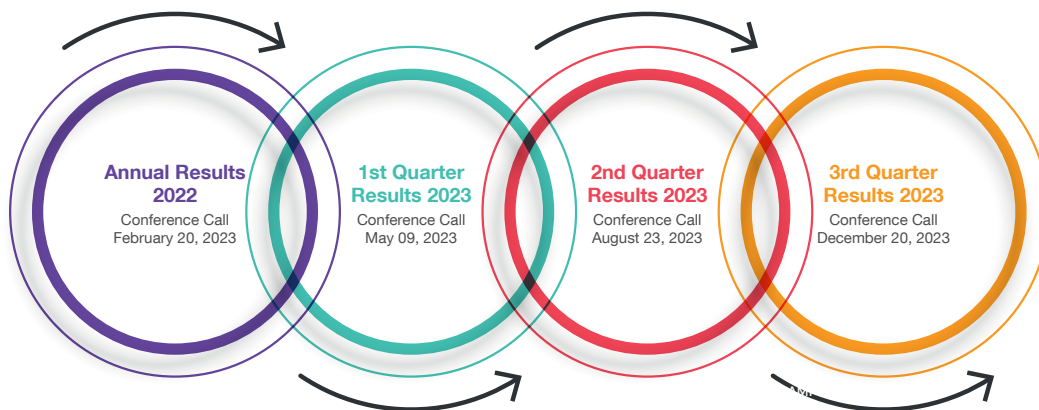 Annual Results
2022
Conference Call
February 20, 2023
1st Quarter
Results 2023
Conference Call
May 09, 2023
2nd Quarter
Results 2023
Conference Call
August 23, 2023
3rd Quarter
Results 2023
Conference Call
December 20, 2023